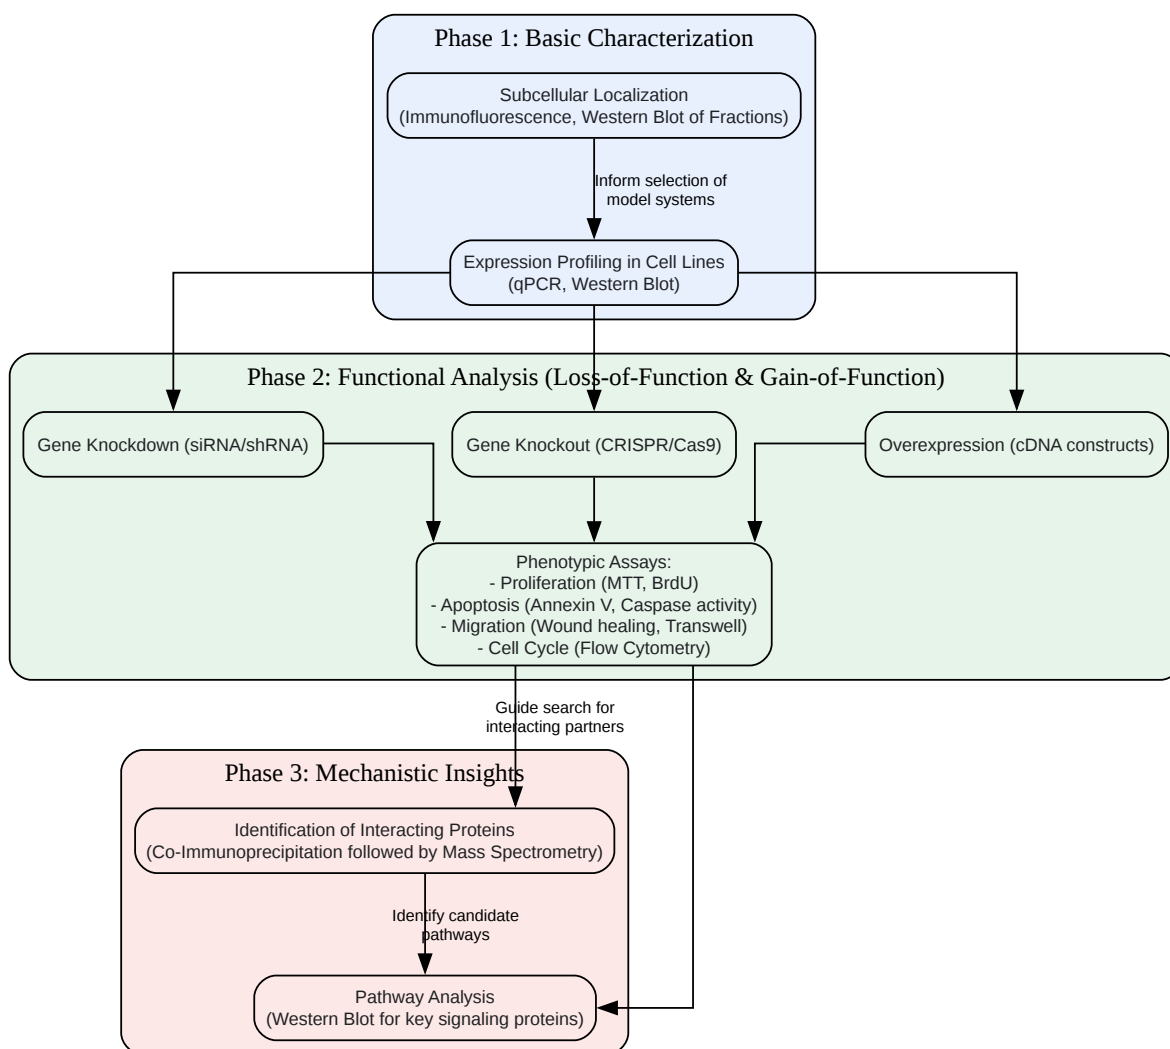 Phase 1: Basic Characterization
Subcellular Localization
(Immunofluorescence, Western Blot of Fractions)
Inform selection of
model systems
Expression Profiling in Cell Lines
(qPCR, Western Blot)
Phase 2: Functional Analysis (Loss-of-Function & Gain-of-Function)
Gene Knockdown (siRNA/shRNA)
Gene Knockout (CRISPR/Cas9)
Overexpression (cDNA constructs)
Phenotypic Assays:
- Proliferation (MTT, BrdU)
- Apoptosis (Annexin V, Caspase activity)
- Migration (Wound healing, Transwell)
- Cell Cycle (Flow Cytometry)
Guide search for
interacting partners
Phase 3: Mechanistic Insights
Identification of Interacting Proteins
(Co-Immunoprecipitation followed by Mass Spectrometry)
Identify candidate
pathways
Pathway Analysis
(Western Blot for key signaling proteins)